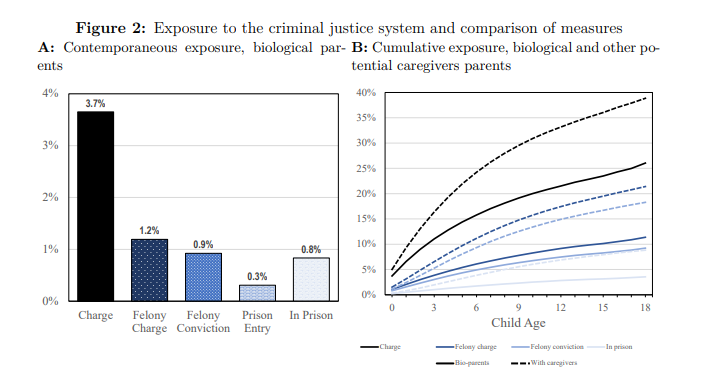 Figure 2: Exposure to the criminal justice system and comparison of measures
A: Contemporaneous exposure, biological par-
ents
B: Cumulative exposure, biological and other po-
tential caregivers parents
4%
3%
2%
1%
0%
3.7%
1.2%
0.9%
0.3%
0.8%
Charge
Felony
Charge
Felony
Conviction
Prison
Entry
In Prison
40%
35%
30%
25%
20%
15%
10%
5%
0%
0 3 6 9 12 15 18
Child Age
Charge Felony charge Felony conviction In prison
Bio-parents With caregivers